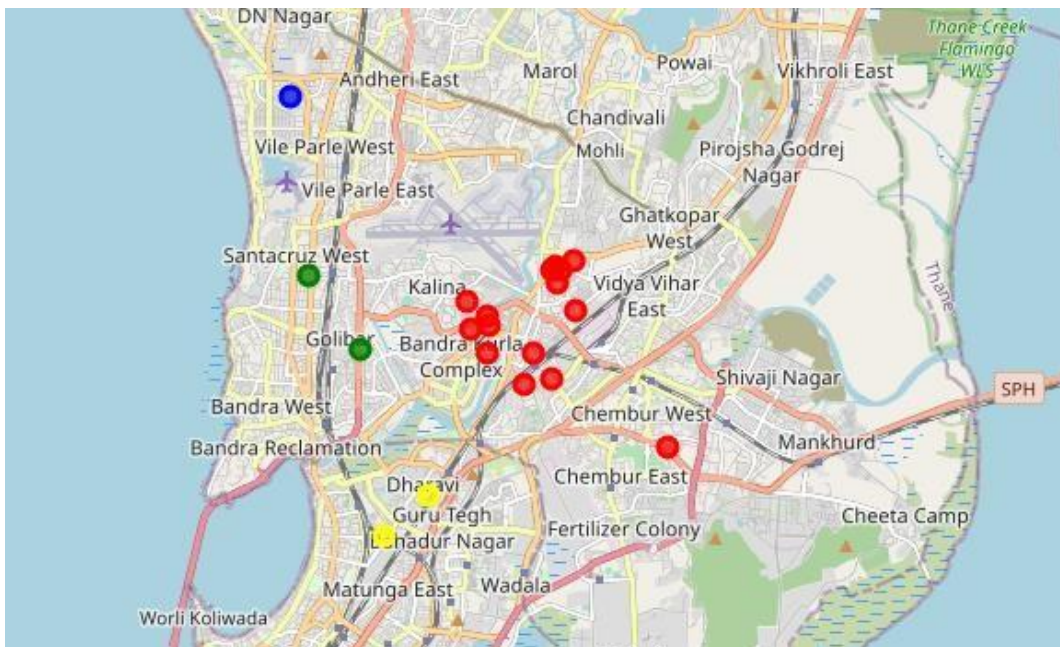 DN Nagar
Thane Creek
Flamingo
WLS
Andheri East
Marol
Powai
Vikhroli East
Chandivali
Vile Parle West
Mohli
Pirojsha Godrej
Nagar
Vile Parle East
Ghatkopar
West
Santacruz West
Kalina
Vidya Vihar
East
Thane
Golibar
Bandra Kurla
Complex
Shivaji Nagar
SPH
Bandra West
Chembur West
Bandra Reclamation
Mankhurd
Dharavi
Chembur East
Guru Tegh
Bahadur Nagar
Fertilizer Colony
Cheeta Camp
Matunga East
Wadala
Worli Koliwada